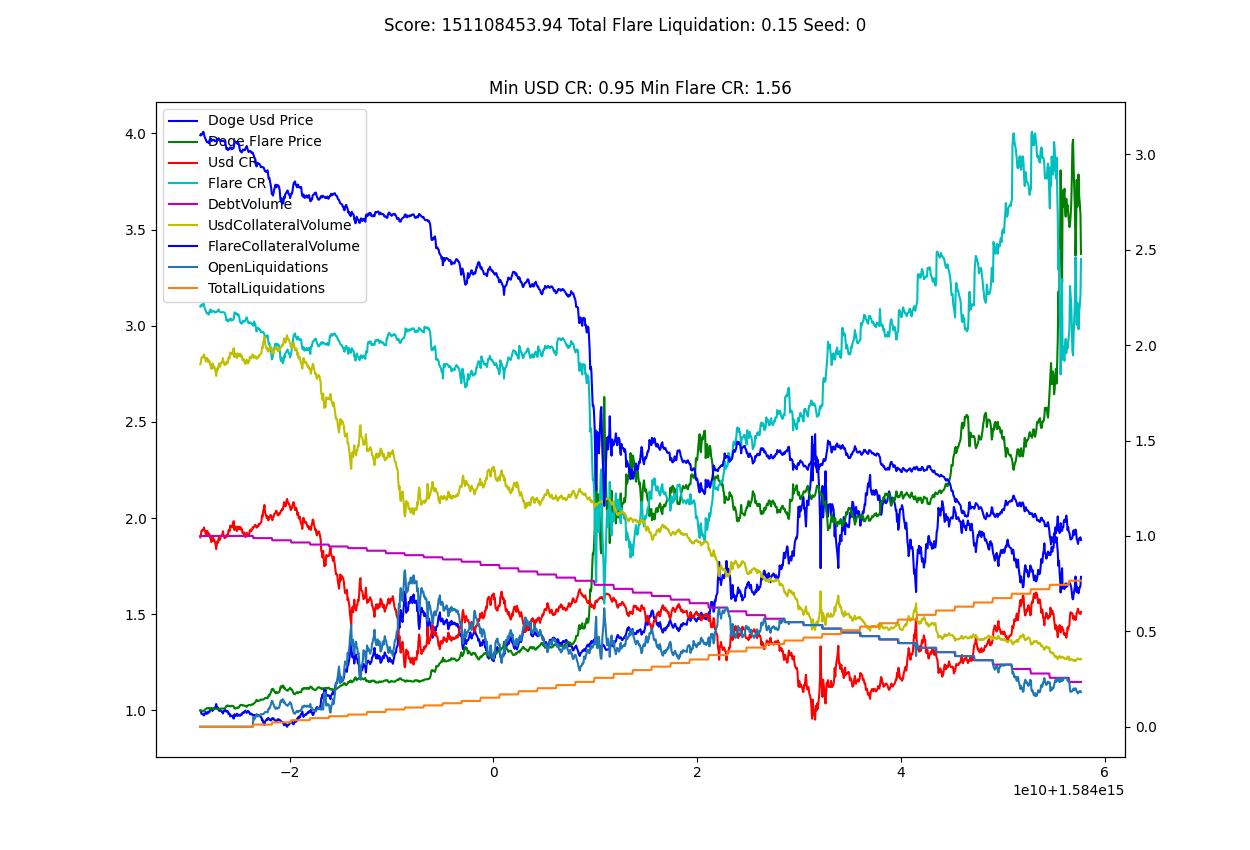 Score: 151108453.94 Total Flare Liquidation: 0.15 Seed: 0
Min USD CR: 0.95 Min Flare CR: 1.56
Doge Usd Price
Doge Flare Price
Usd CR
Flare CR
DebtVolume
UsdCollateralVolume
FlareCollateralVolume
OpenLiquidations
TotalLiquidations
4.0
3.5
3.0
2.5
2.0
1.5
1.0
3.0
2.5
2.0
1.5
1.0
0.5
0.0
−2 0 2 4 6
1e10+1.584e15